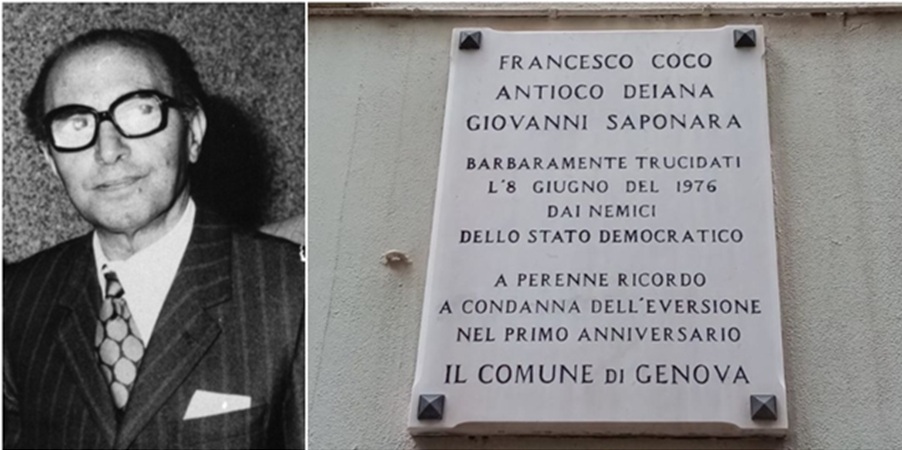 FRANCESCO COCO
ANTIOCO DEIANA
GIOVANNI SAPONARA
BARBARAMENTE TRUCIDATI
L'8 GIUGNO DEL 1976
DAI NEMICI
DELLO STATO DEMOCRATICO
A PERENNE RICORDO
A CONDANNA DELL'EVERSIONE
NEL PRIMO ANNIVERSARIO
IL COMUNE DI GENOVA